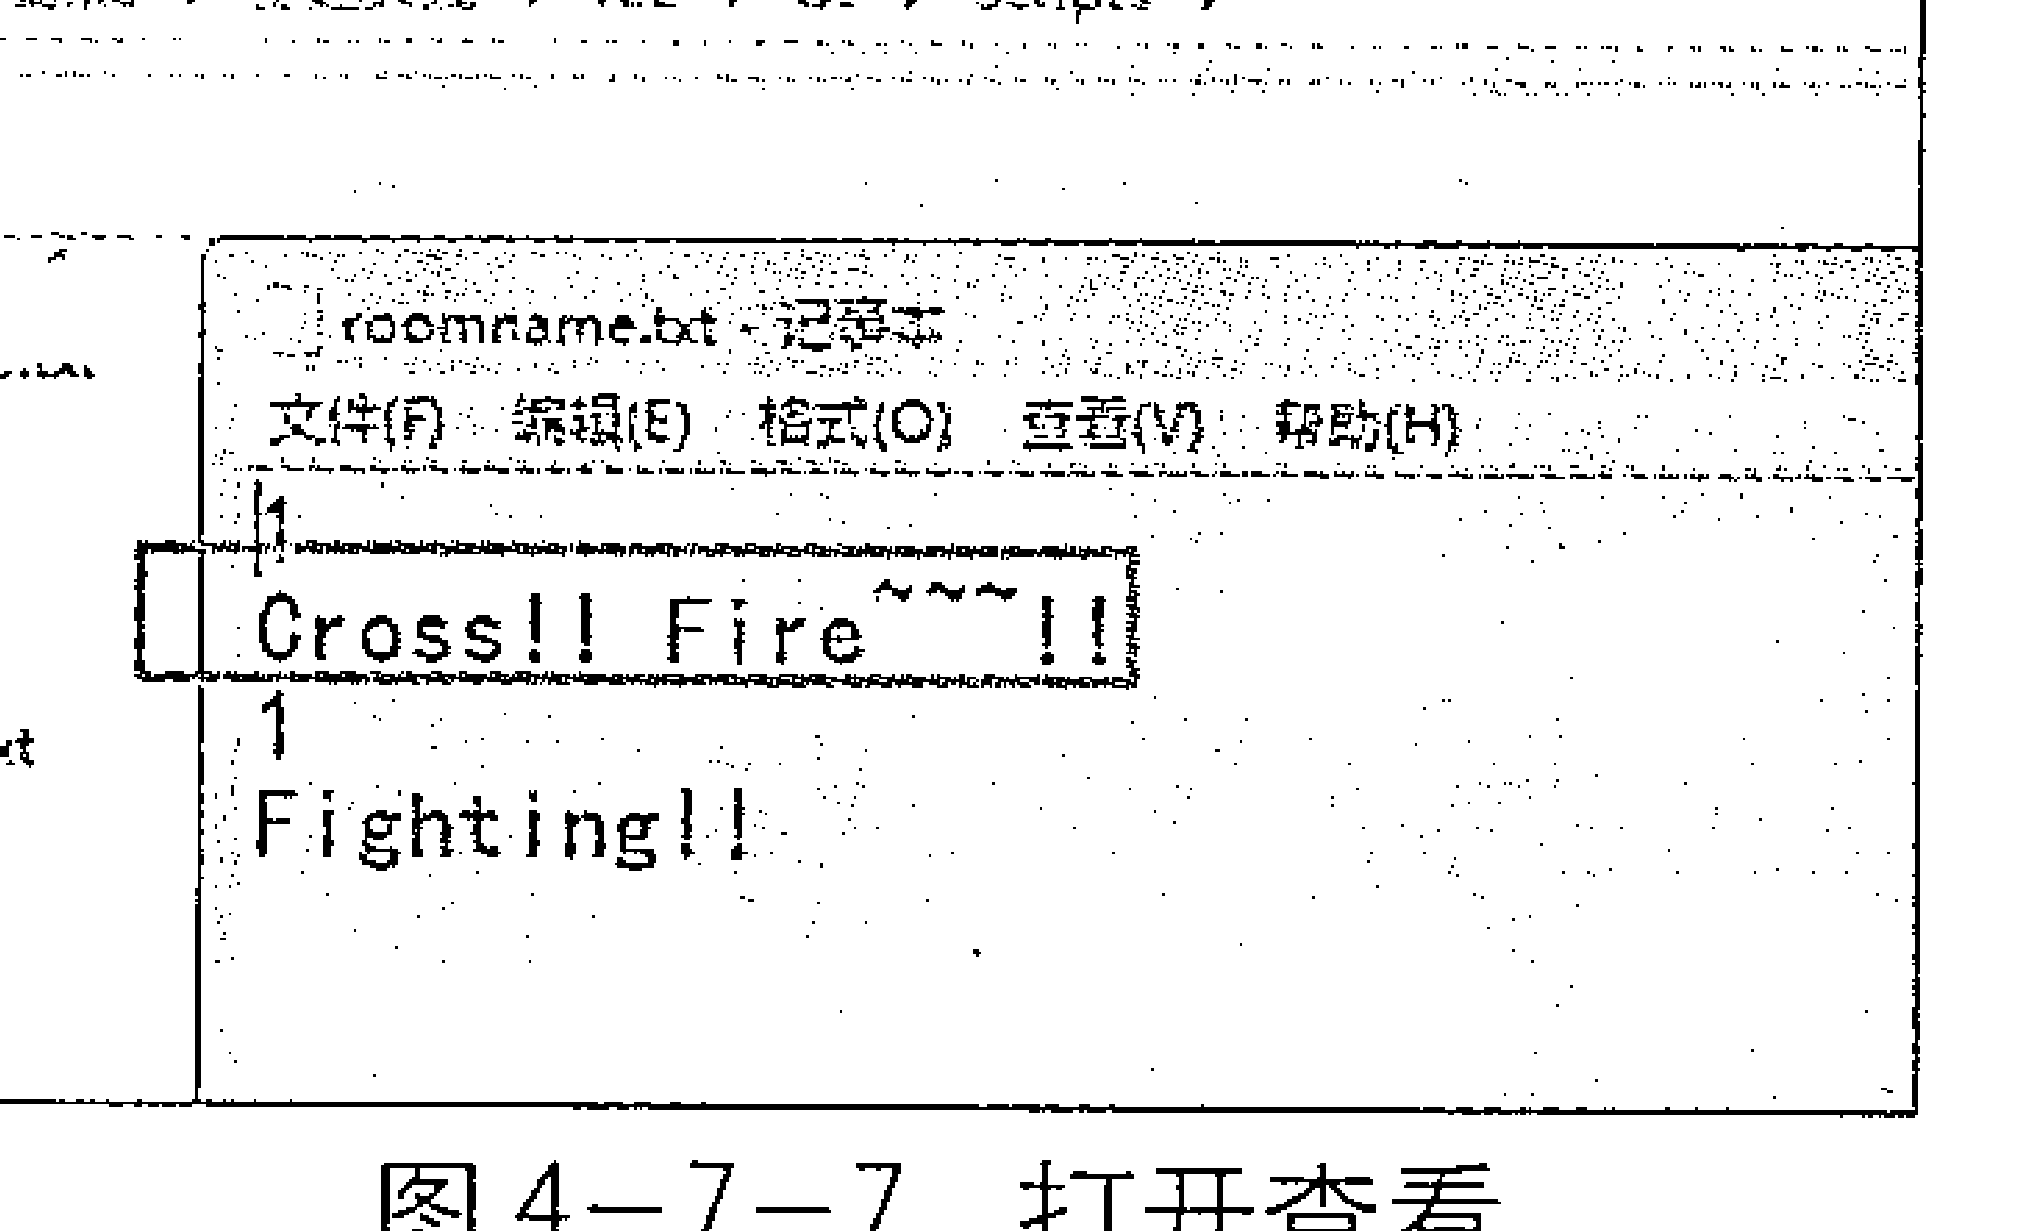 Scripts
roomname.txt - 记事本
文件(F) 编辑(E) 格式(O) 查看(V) 帮助(H)
1
Cross!! Fire~~~!!
1
Fighting!!
图 4-7-7 打开查看